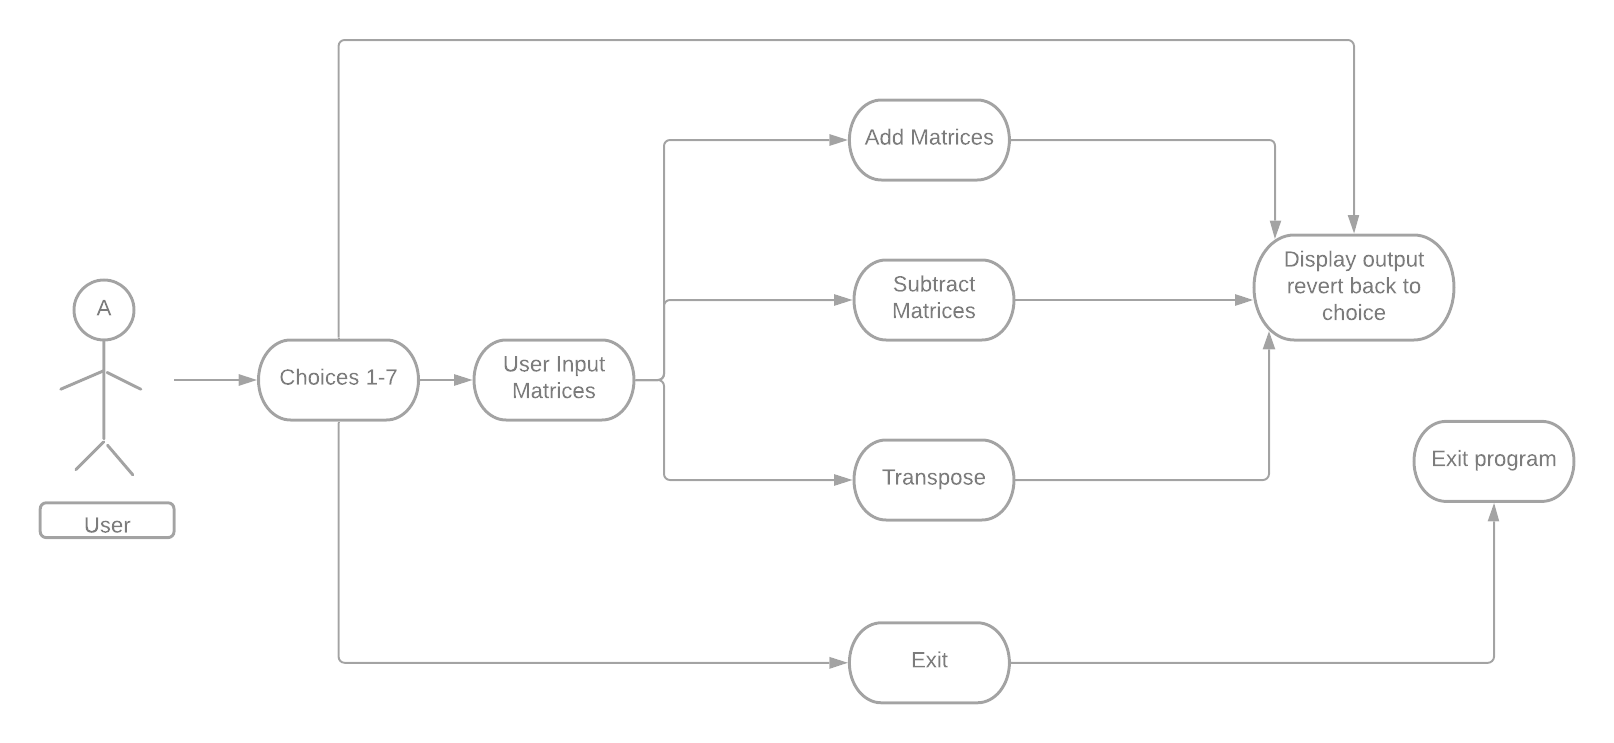 Add Matrices
Subtract
Matrices
Display output
revert back to
choice
A
User
Choices 1-7
User Input
Matrices
Transpose
Exit program
Exit